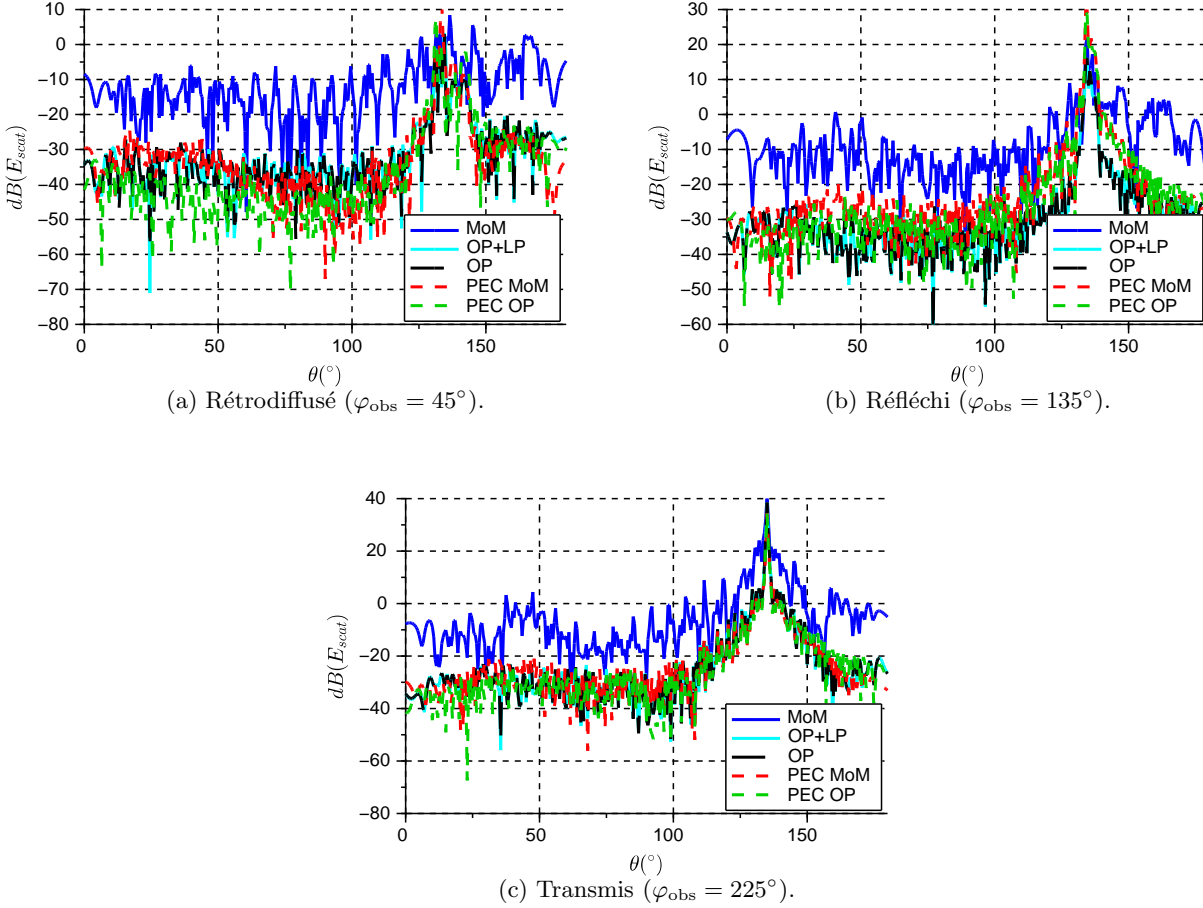 10
0
−10
−20
−30
−40
−50
−60
−70
−80
0
50
100
150
dB(E_scat)
θ(°)
MoM
OP+LP
OP
PEC MoM
PEC OP
(a) Rétrodiffusé (φobs = 45°).
30
20
10
0
−10
−20
−30
−40
−50
−60
0
50
100
150
dB(E_scat)
θ(°)
MoM
OP+LP
OP
PEC MoM
PEC OP
(b) Réfléchi (φobs = 135°).
40
20
0
−20
−40
−60
−80
0
50
100
150
dB(E_scat)
θ(°)
MoM
OP+LP
OP
PEC MoM
PEC OP
(c) Transmis (φobs = 225°).